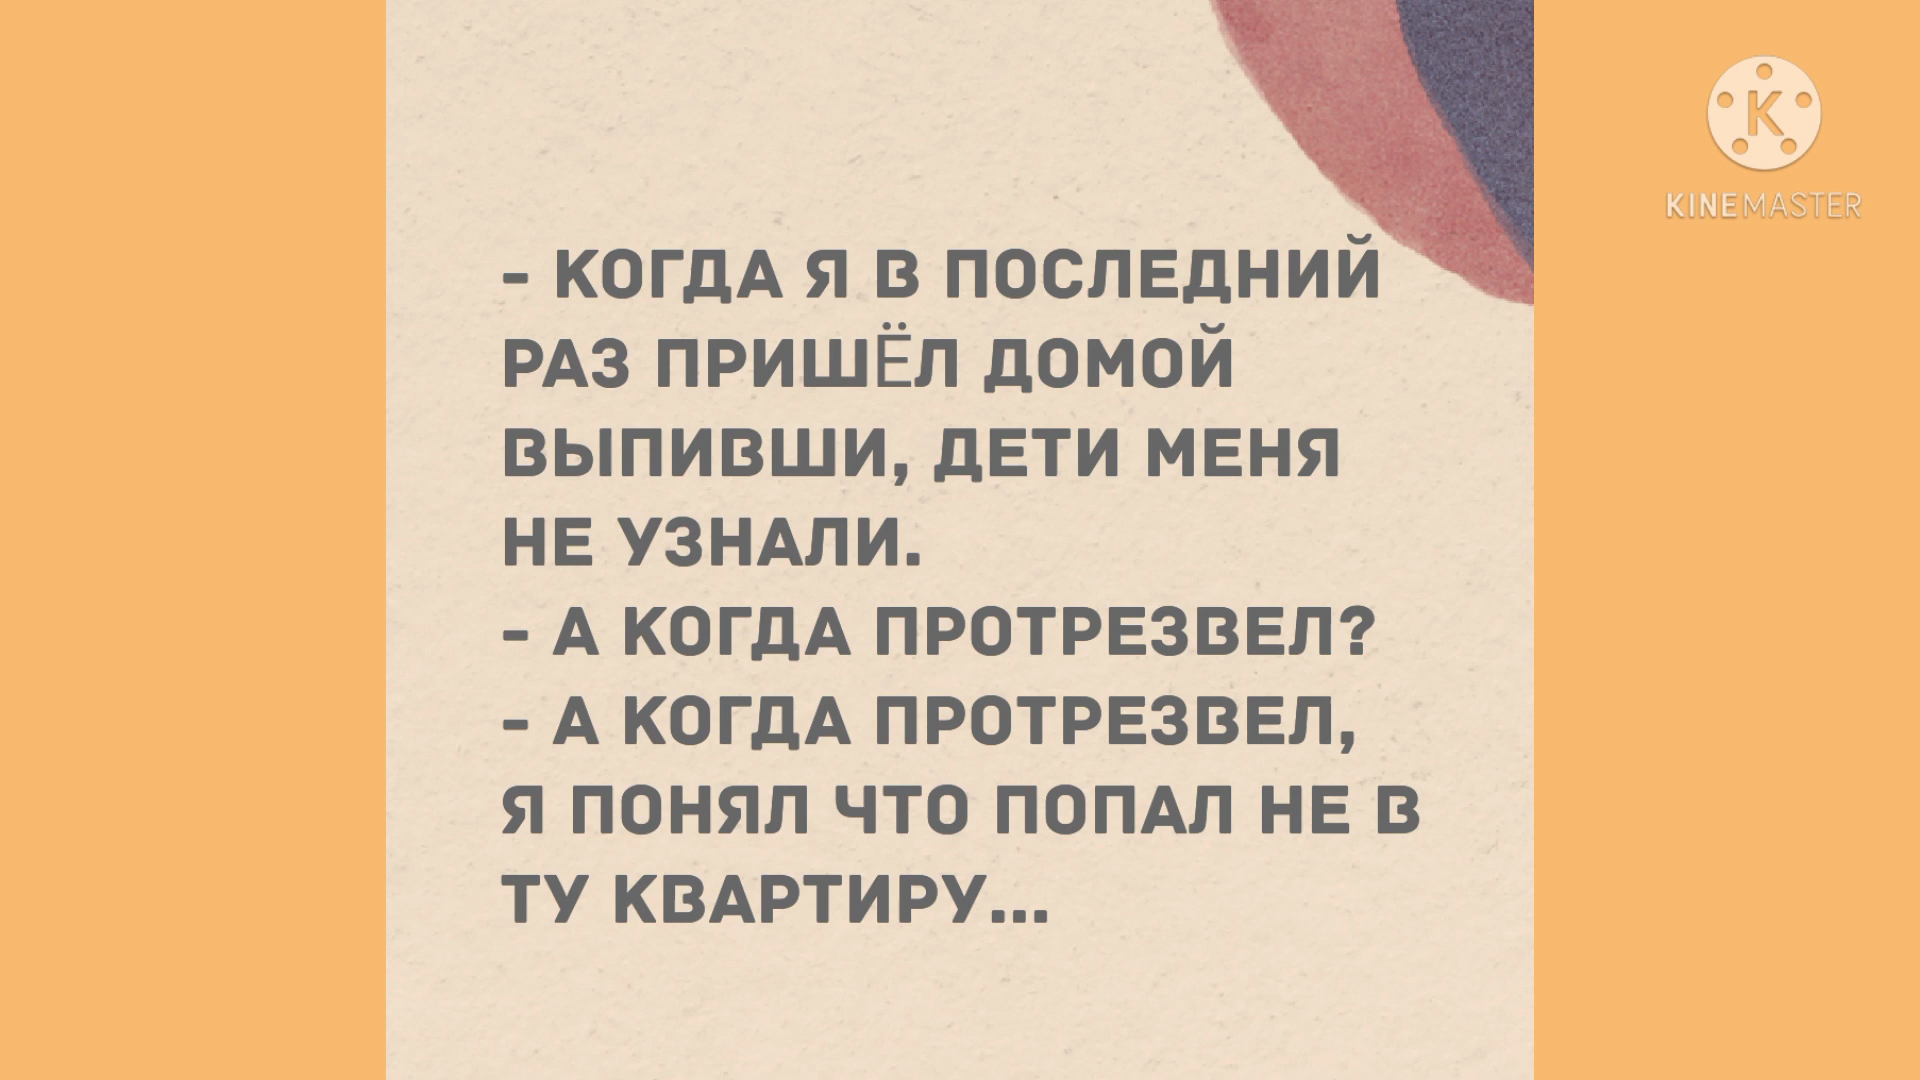 - КОГДА Я В ПОСЛЕДНИЙ
РАЗ ПРИШЁЛ ДОМОЙ
ВЫПИВШИ, ДЕТИ МЕНЯ
НЕ УЗНАЛИ.
- А КОГДА ПРОТРЕЗВЕЛ?
- А КОГДА ПРОТРЕЗВЕЛ,
Я ПОНЯЛ ЧТО ПОПАЛ НЕ В
ТУ КВАРТИРУ...
K
KINEMASTER